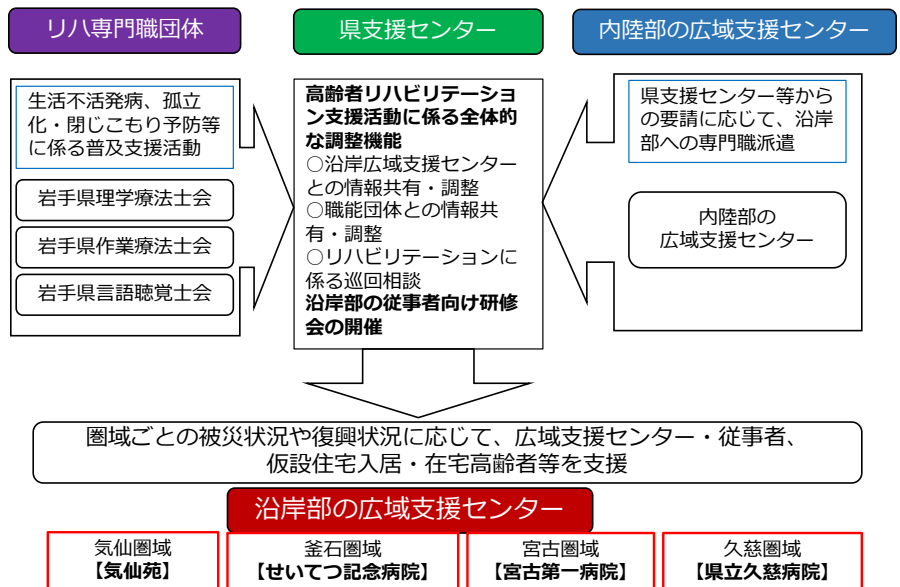 リハ専門職団体
生活不活発病、孤立
化・閉じこもり予防等
に係る普及支援活動
岩手県理学療法士会
岩手県作業療法士会
岩手県言語聴覚士会
県支援センター
高齢者リハビリテーショ
ン支援活動に係る全体的
な調整機能
○沿岸広域支援センター
との情報共有・調整
○職能団体との情報共
有・調整
○リハビリテーションに
係る巡回相談
沿岸部の従事者向け研修
会の開催
内陸部の広域支援センター
県支援センター等から
の要請に応じて、沿岸
部への専門職派遣
内陸部の
広域支援センター
圏域ごとの被災状況や復興状況に応じて、広域支援センター・従事者、
仮設住宅入居・在宅高齢者等を支援
沿岸部の広域支援センター
気仙圏域
【気仙苑】
釜石圏域
【せいてつ記念病院】
宮古圏域
【宮古第一病院】
久慈圏域
【県立久慈病院】